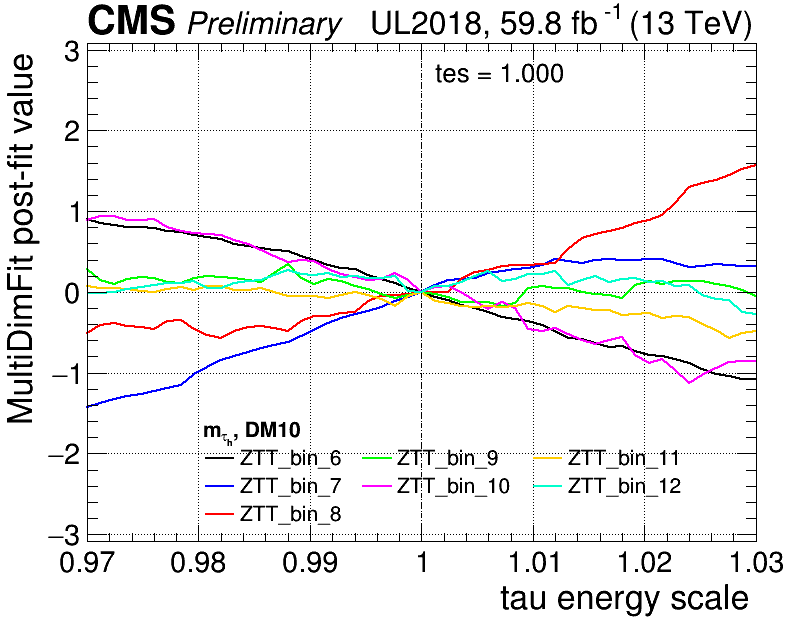 CMS Preliminary UL2018, 59.8 fb⁻¹ (13 TeV)
MultiDimFit post-fit value
3
2
1
0
−1
−2
−3
tes = 1.000
m_τₕ, DM10
ZTT_bin_6 ZTT_bin_9 ZTT_bin_11
ZTT_bin_7 ZTT_bin_10 ZTT_bin_12
ZTT_bin_8
0.97 0.98 0.99 1 1.01 1.02 1.03
tau energy scale